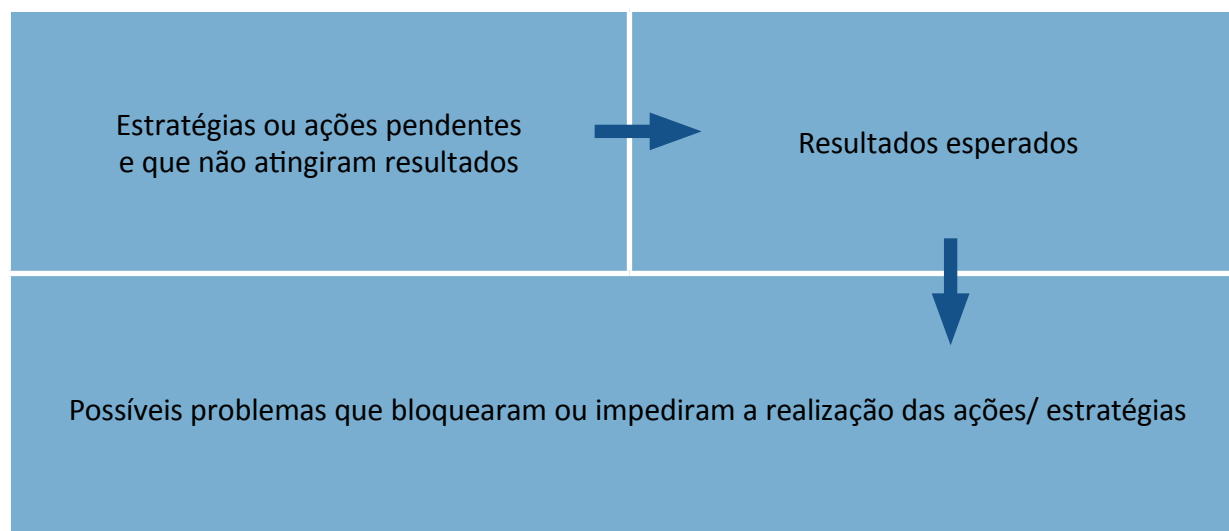 Estratégias ou ações pendentes
e que não atingiram resultados
Resultados esperados
Possíveis problemas que bloquearam ou impediram a realização das ações/ estratégias